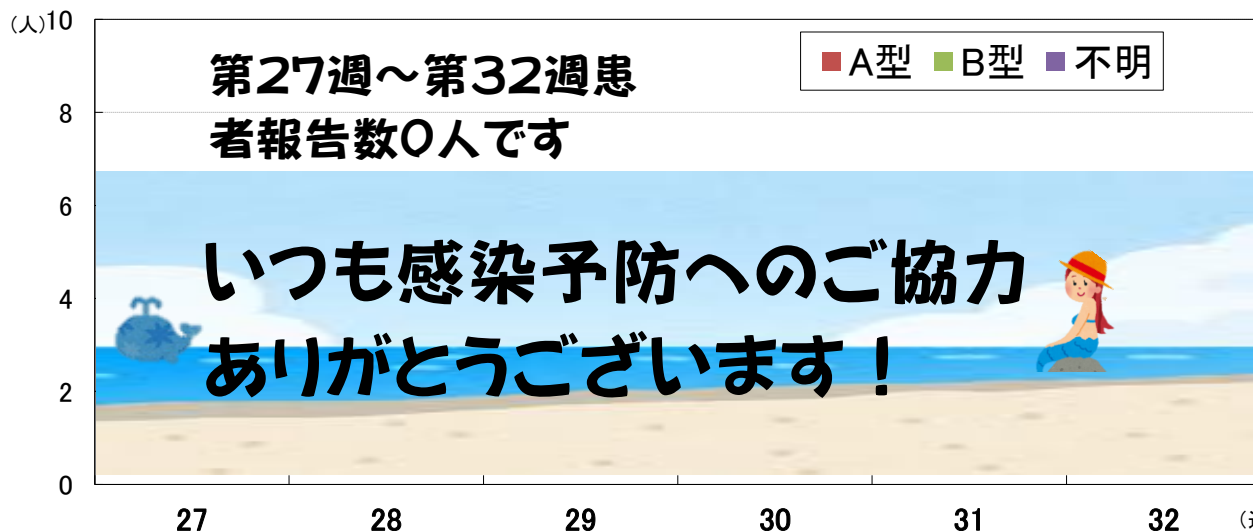 (人)
10
A型 B型 不明
第27週～第32週患
者報告数0人です
8
6
いつも感染予防へのご協力
4
ありがとうございます！
2
0
27 28 29 30 31 32